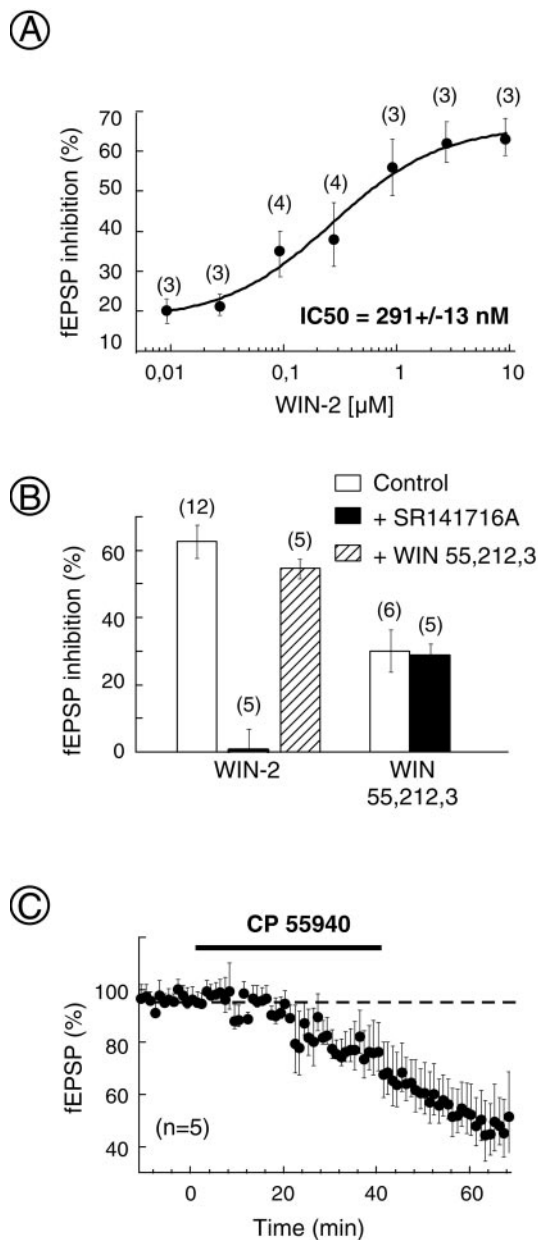 A
70
60
50
40
30
20
10
fEPSP inhibition (%)
(3)
(3)
(4)
(4)
(3)
(3)
(3)
IC50 = 291+/-13 nM
0,01
0,1
1
10
WIN-2 [µM]
B
Control
+ SR141716A
+ WIN 55,212,3
60
40
20
0
fEPSP inhibition (%)
(12)
(5)
(5)
(6)
(5)
WIN-2
WIN
55,212,3
C
CP 55940
100
80
60
40
fEPSP (%)
(n=5)
0
20
40
60
Time (min)